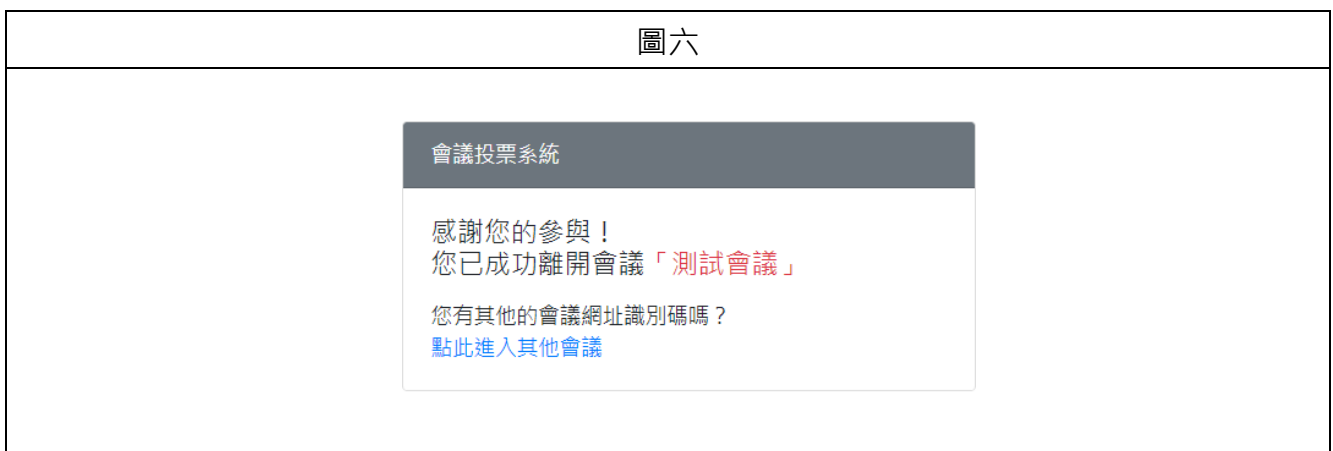 圖六
會議投票系統
感謝您的參與！
您已成功離開會議「測試會議」
您有其他的會議網址識別碼嗎？
點此進入其他會議